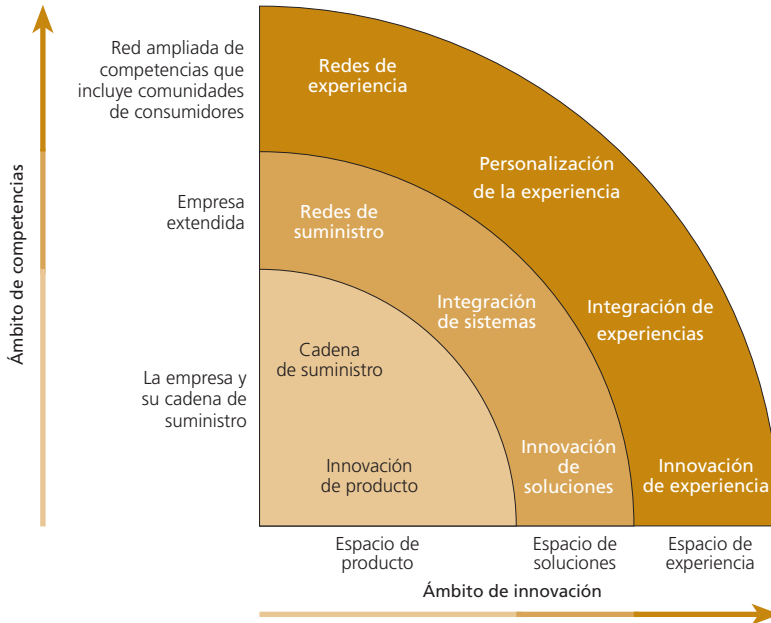 Red ampliada de
competencias que
incluye comunidades
de consumidores
Redes de
experiencia
Personalización
de la experiencia
Empresa
extendida
Redes de
suministro
Ámbito de competencias
Integración
de sistemas
Integración de
experiencias
La empresa y
su cadena de
suministro
Cadena
de suministro
Innovación
de producto
Innovación
de
soluciones
Innovación
de experiencia
Espacio de
producto
Espacio de
soluciones
Espacio de
experiencia
Ámbito de innovación